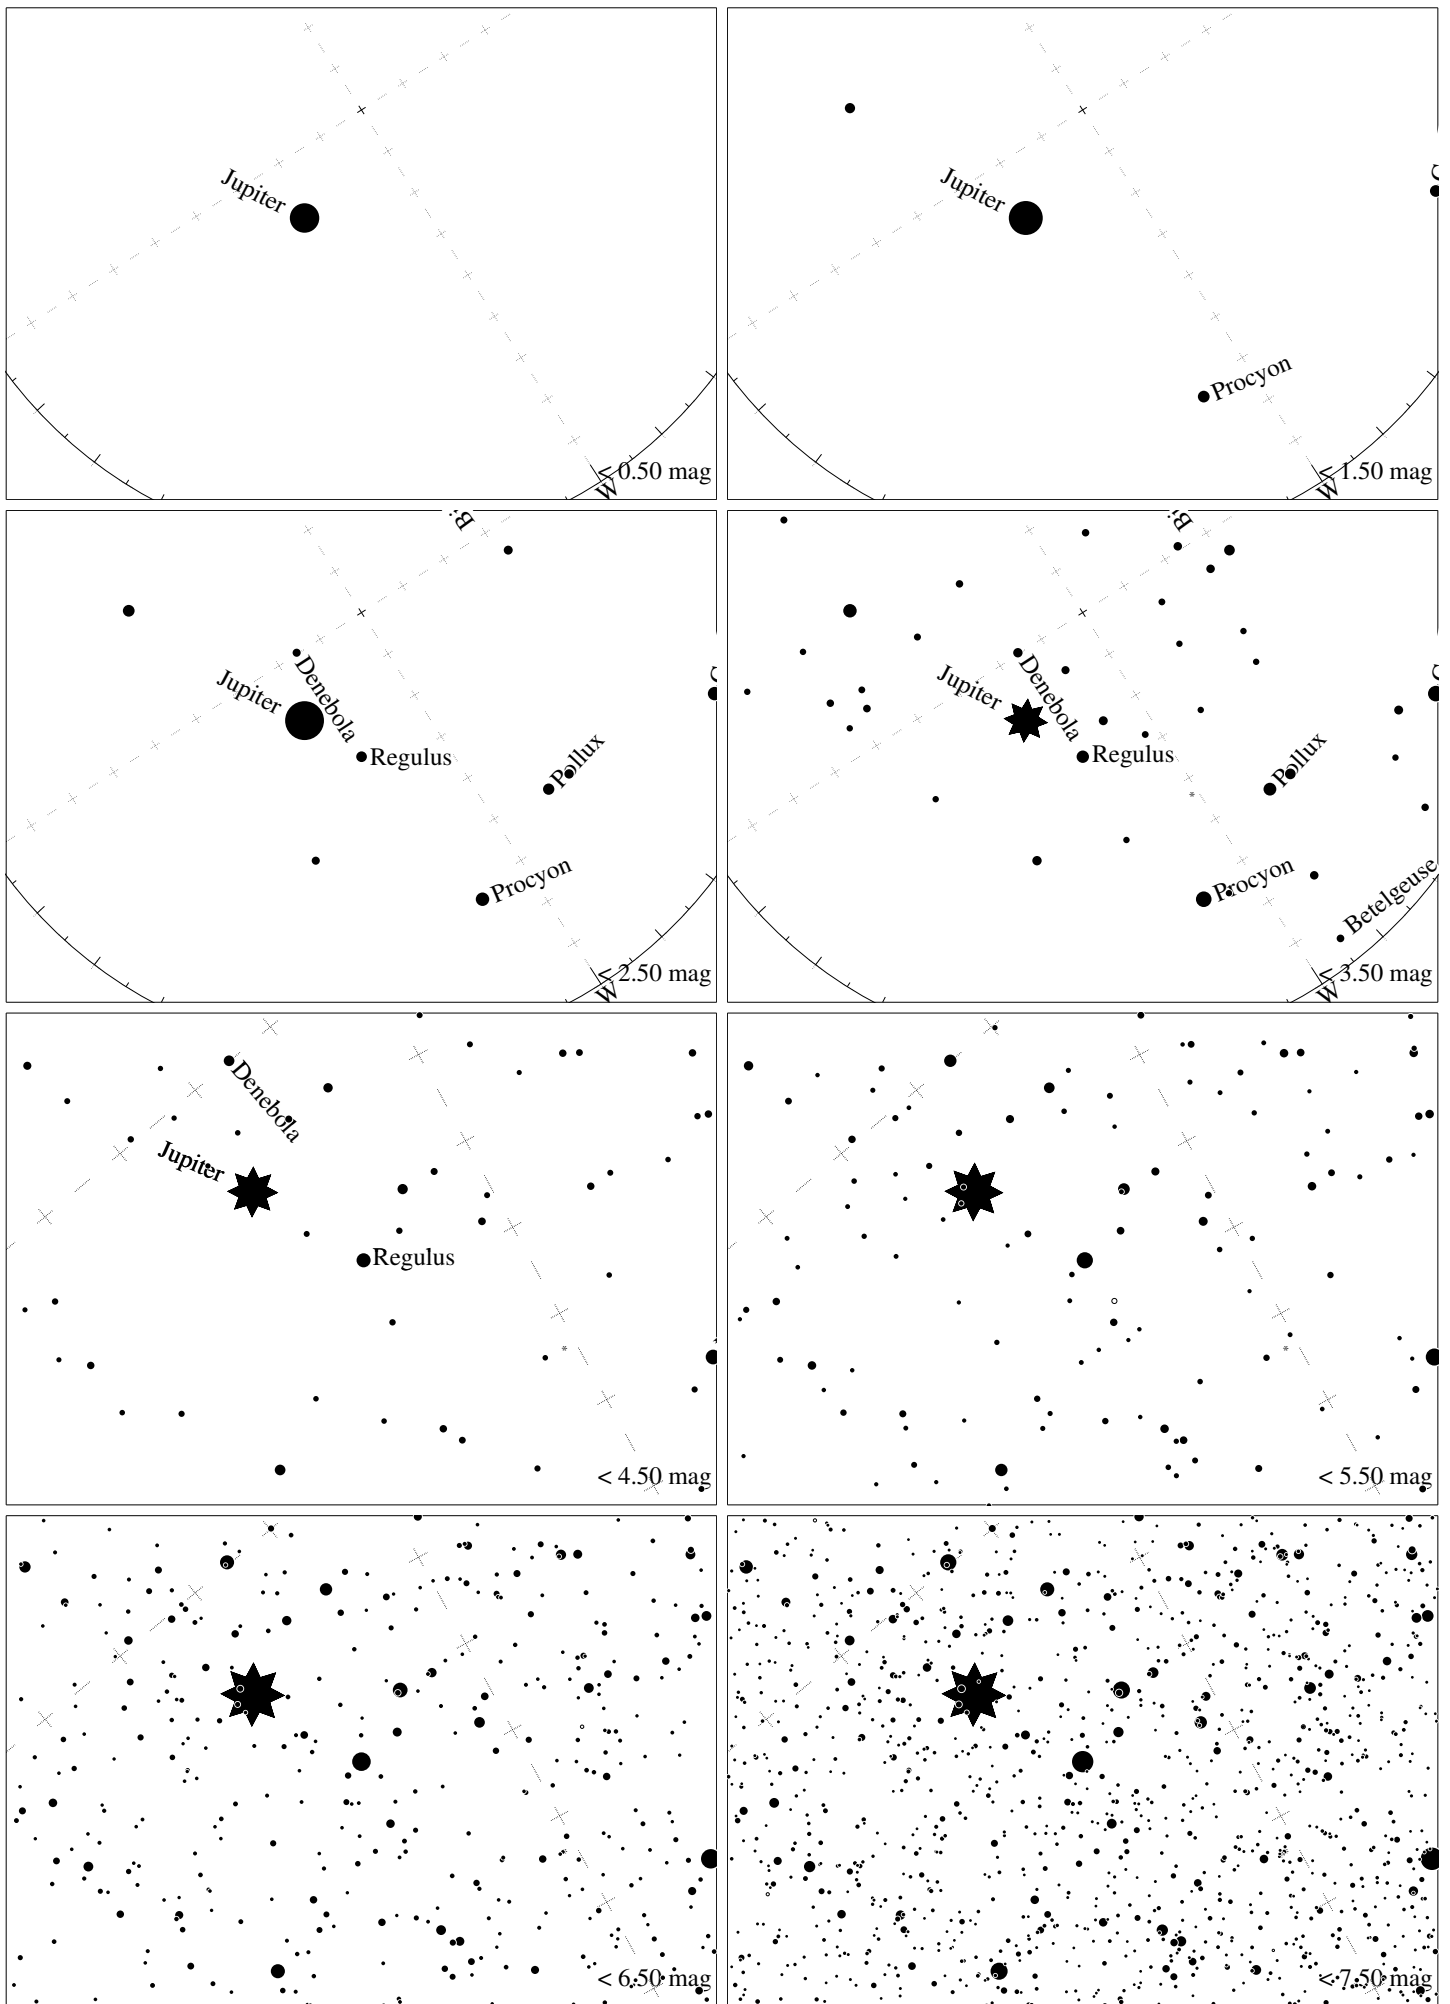 Jupiter
W
< 0.50 mag
Jupiter
Procyon
W
< 1.50 mag
Denebola
Jupiter
Regulus
Pollux
Procyon
W
< 2.50 mag
Denebola
Jupiter
Regulus
Pollux
Procyon
Betelgeuse
W
< 3.50 mag
Denebola
Jupiter
Regulus
< 4.50 mag
< 5.50 mag
< 6.50 mag
< 7.50 mag